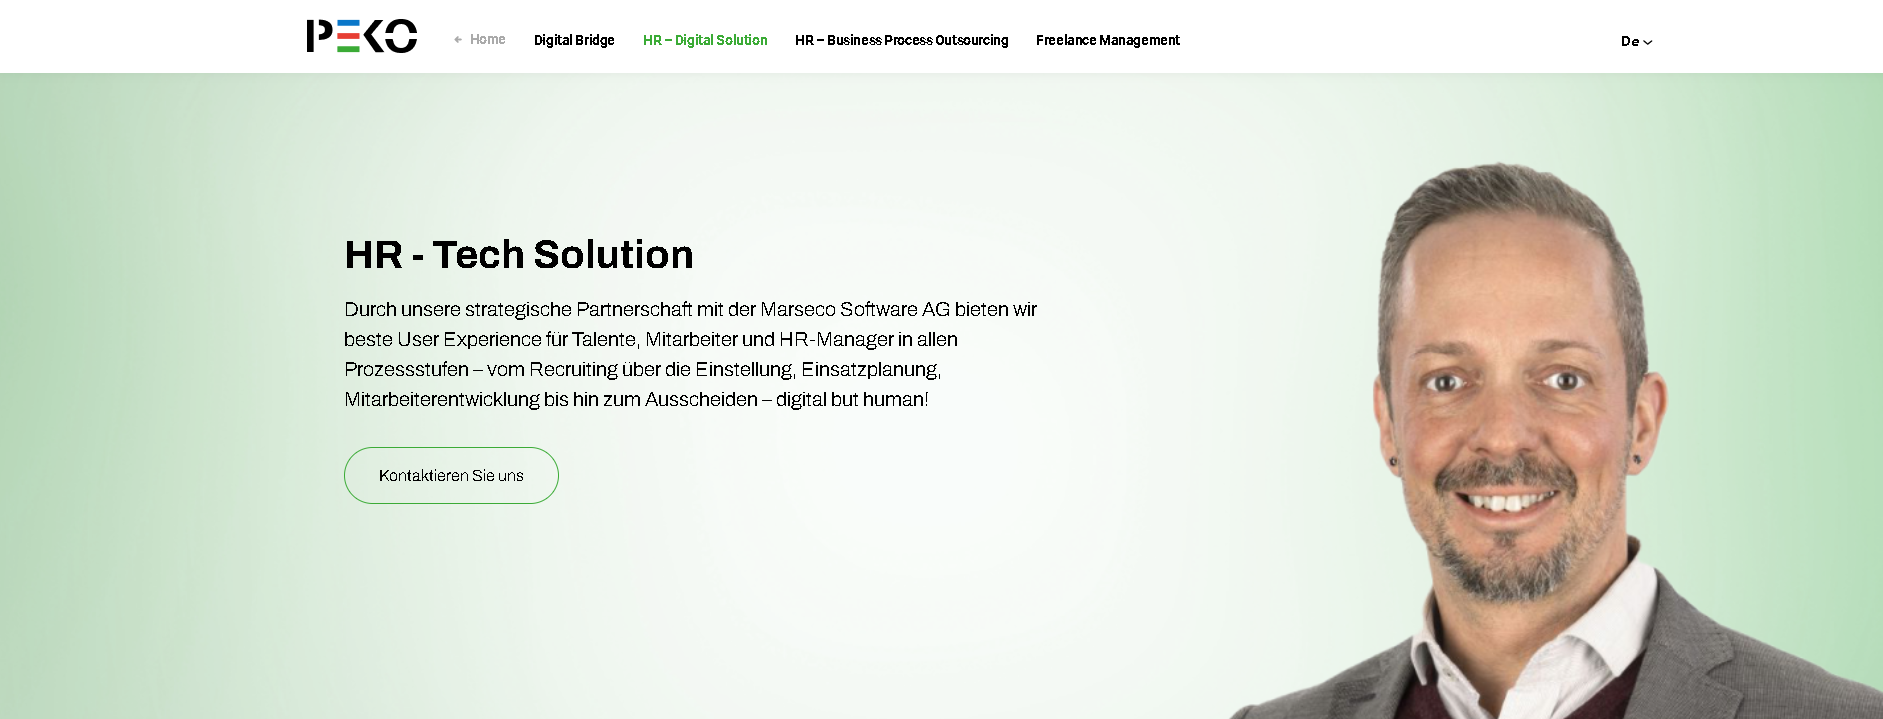 PEKO
Home
Digital Bridge
HR – Digital Solution
HR – Business Process Outsourcing
Freelance Management
De
HR - Tech Solution
Durch unsere strategische Partnerschaft mit der Marseco Software AG bieten wir
beste User Experience für Talente, Mitarbeiter und HR-Manager in allen
Prozessstufen – vom Recruiting über die Einstellung, Einsatzplanung,
Mitarbeiterentwicklung bis hin zum Ausscheiden – digital but human!
Kontaktieren Sie uns